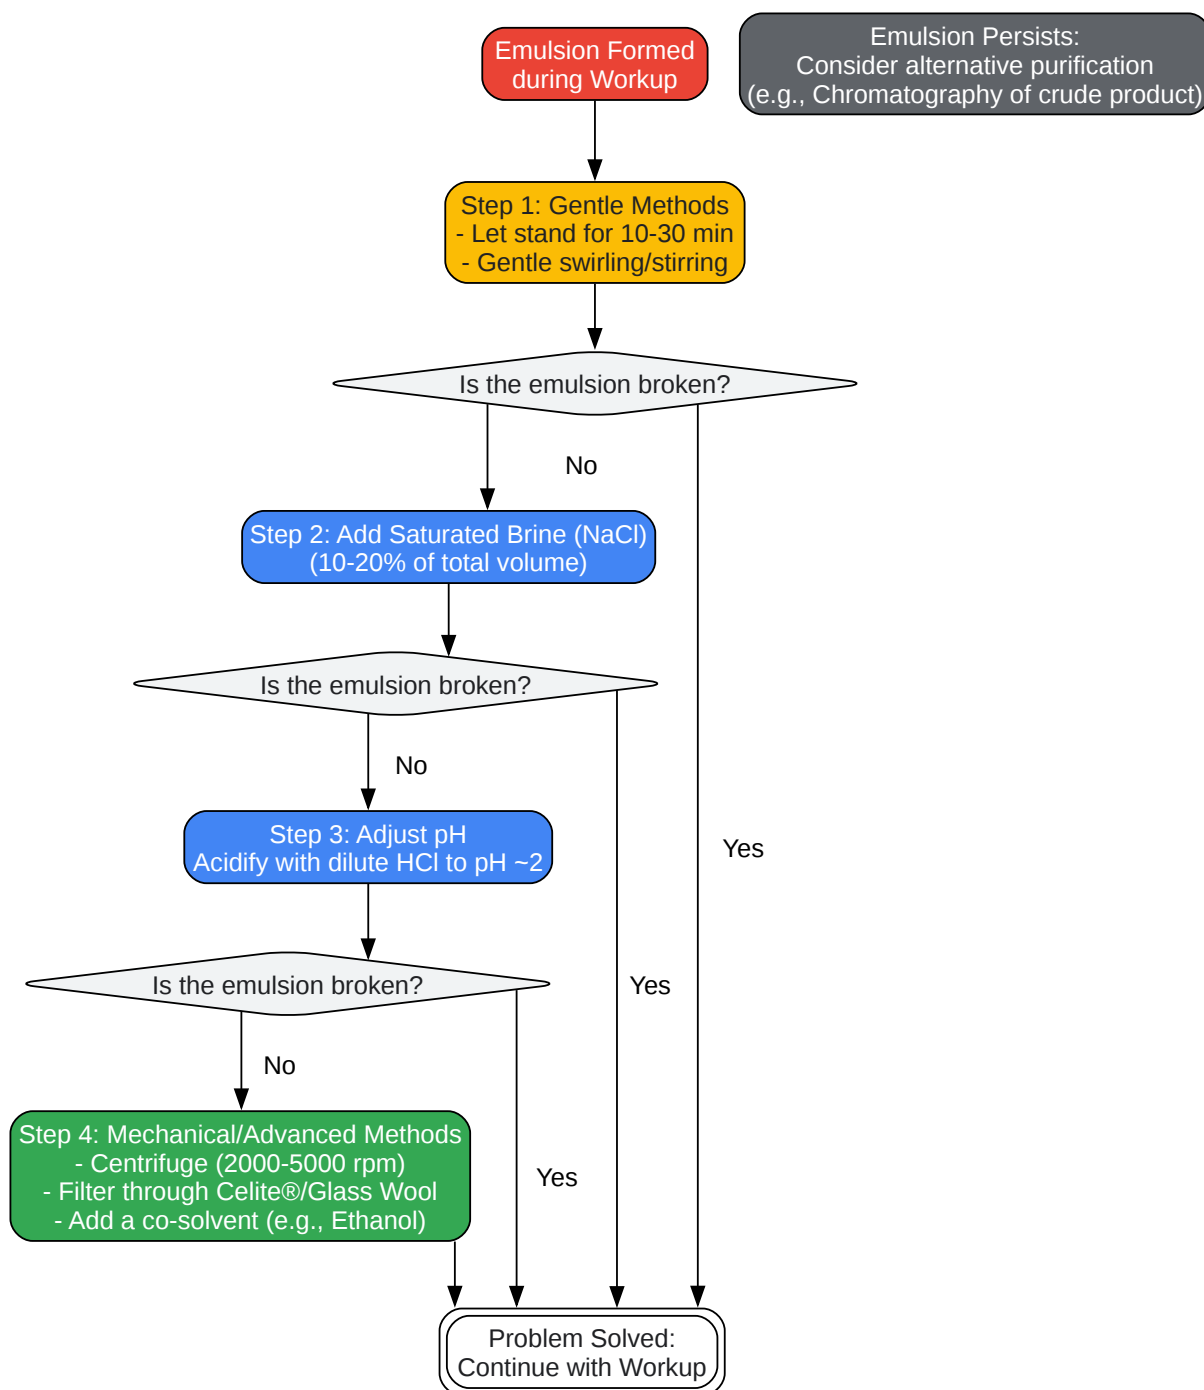 Emulsion Formed
during Workup
Emulsion Persists:
Consider alternative purification
(e.g., Chromatography of crude product)
Step 1: Gentle Methods
- Let stand for 10-30 min
- Gentle swirling/stirring
Is the emulsion broken?
No
Step 2: Add Saturated Brine (NaCl)
(10-20% of total volume)
Is the emulsion broken?
No
Step 3: Adjust pH
Acidify with dilute HCl to pH ~2
Yes
Is the emulsion broken?
Yes
No
Step 4: Mechanical/Advanced Methods
- Centrifuge (2000-5000 rpm)
- Filter through Celite®/Glass Wool
- Add a co-solvent (e.g., Ethanol)
Yes
Problem Solved:
Continue with Workup